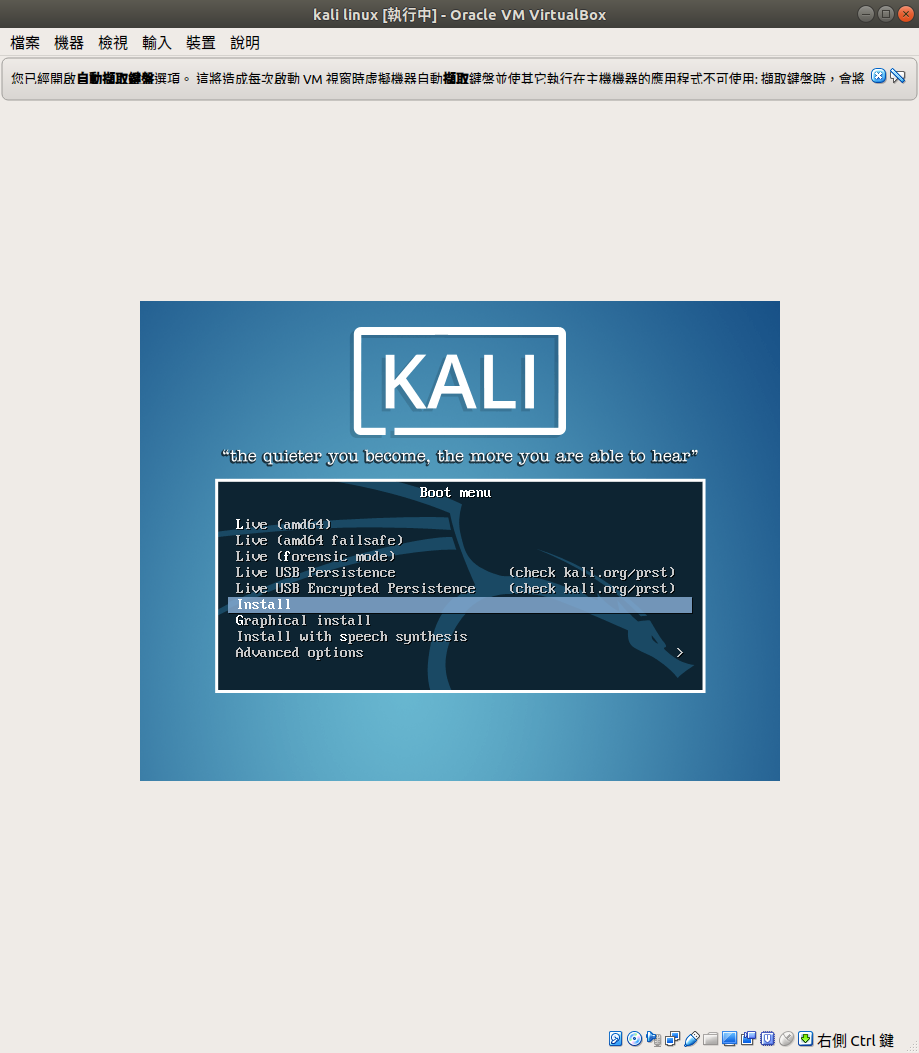 kali linux [執行中] - Oracle VM VirtualBox
檔案 機器 檢視 輸入 裝置 說明
您已經開啟自動擷取鍵盤選項。 這將造成每次啟動 VM 視窗時虛擬機器自動擷取鍵盤並使其它執行在主機機器的應用程式不可使用: 擷取鍵盤時，會將
KALI
“the quieter you become, the more you are able to hear”
Boot menu
Live (amd64)
Live (amd64 failsafe)
Live (forensic mode)
Live USB Persistence (check kali.org/prst)
Live USB Encrypted Persistence (check kali.org/prst)
Install
Graphical install
Install with speech synthesis
Advanced options >
右側 Ctrl 鍵